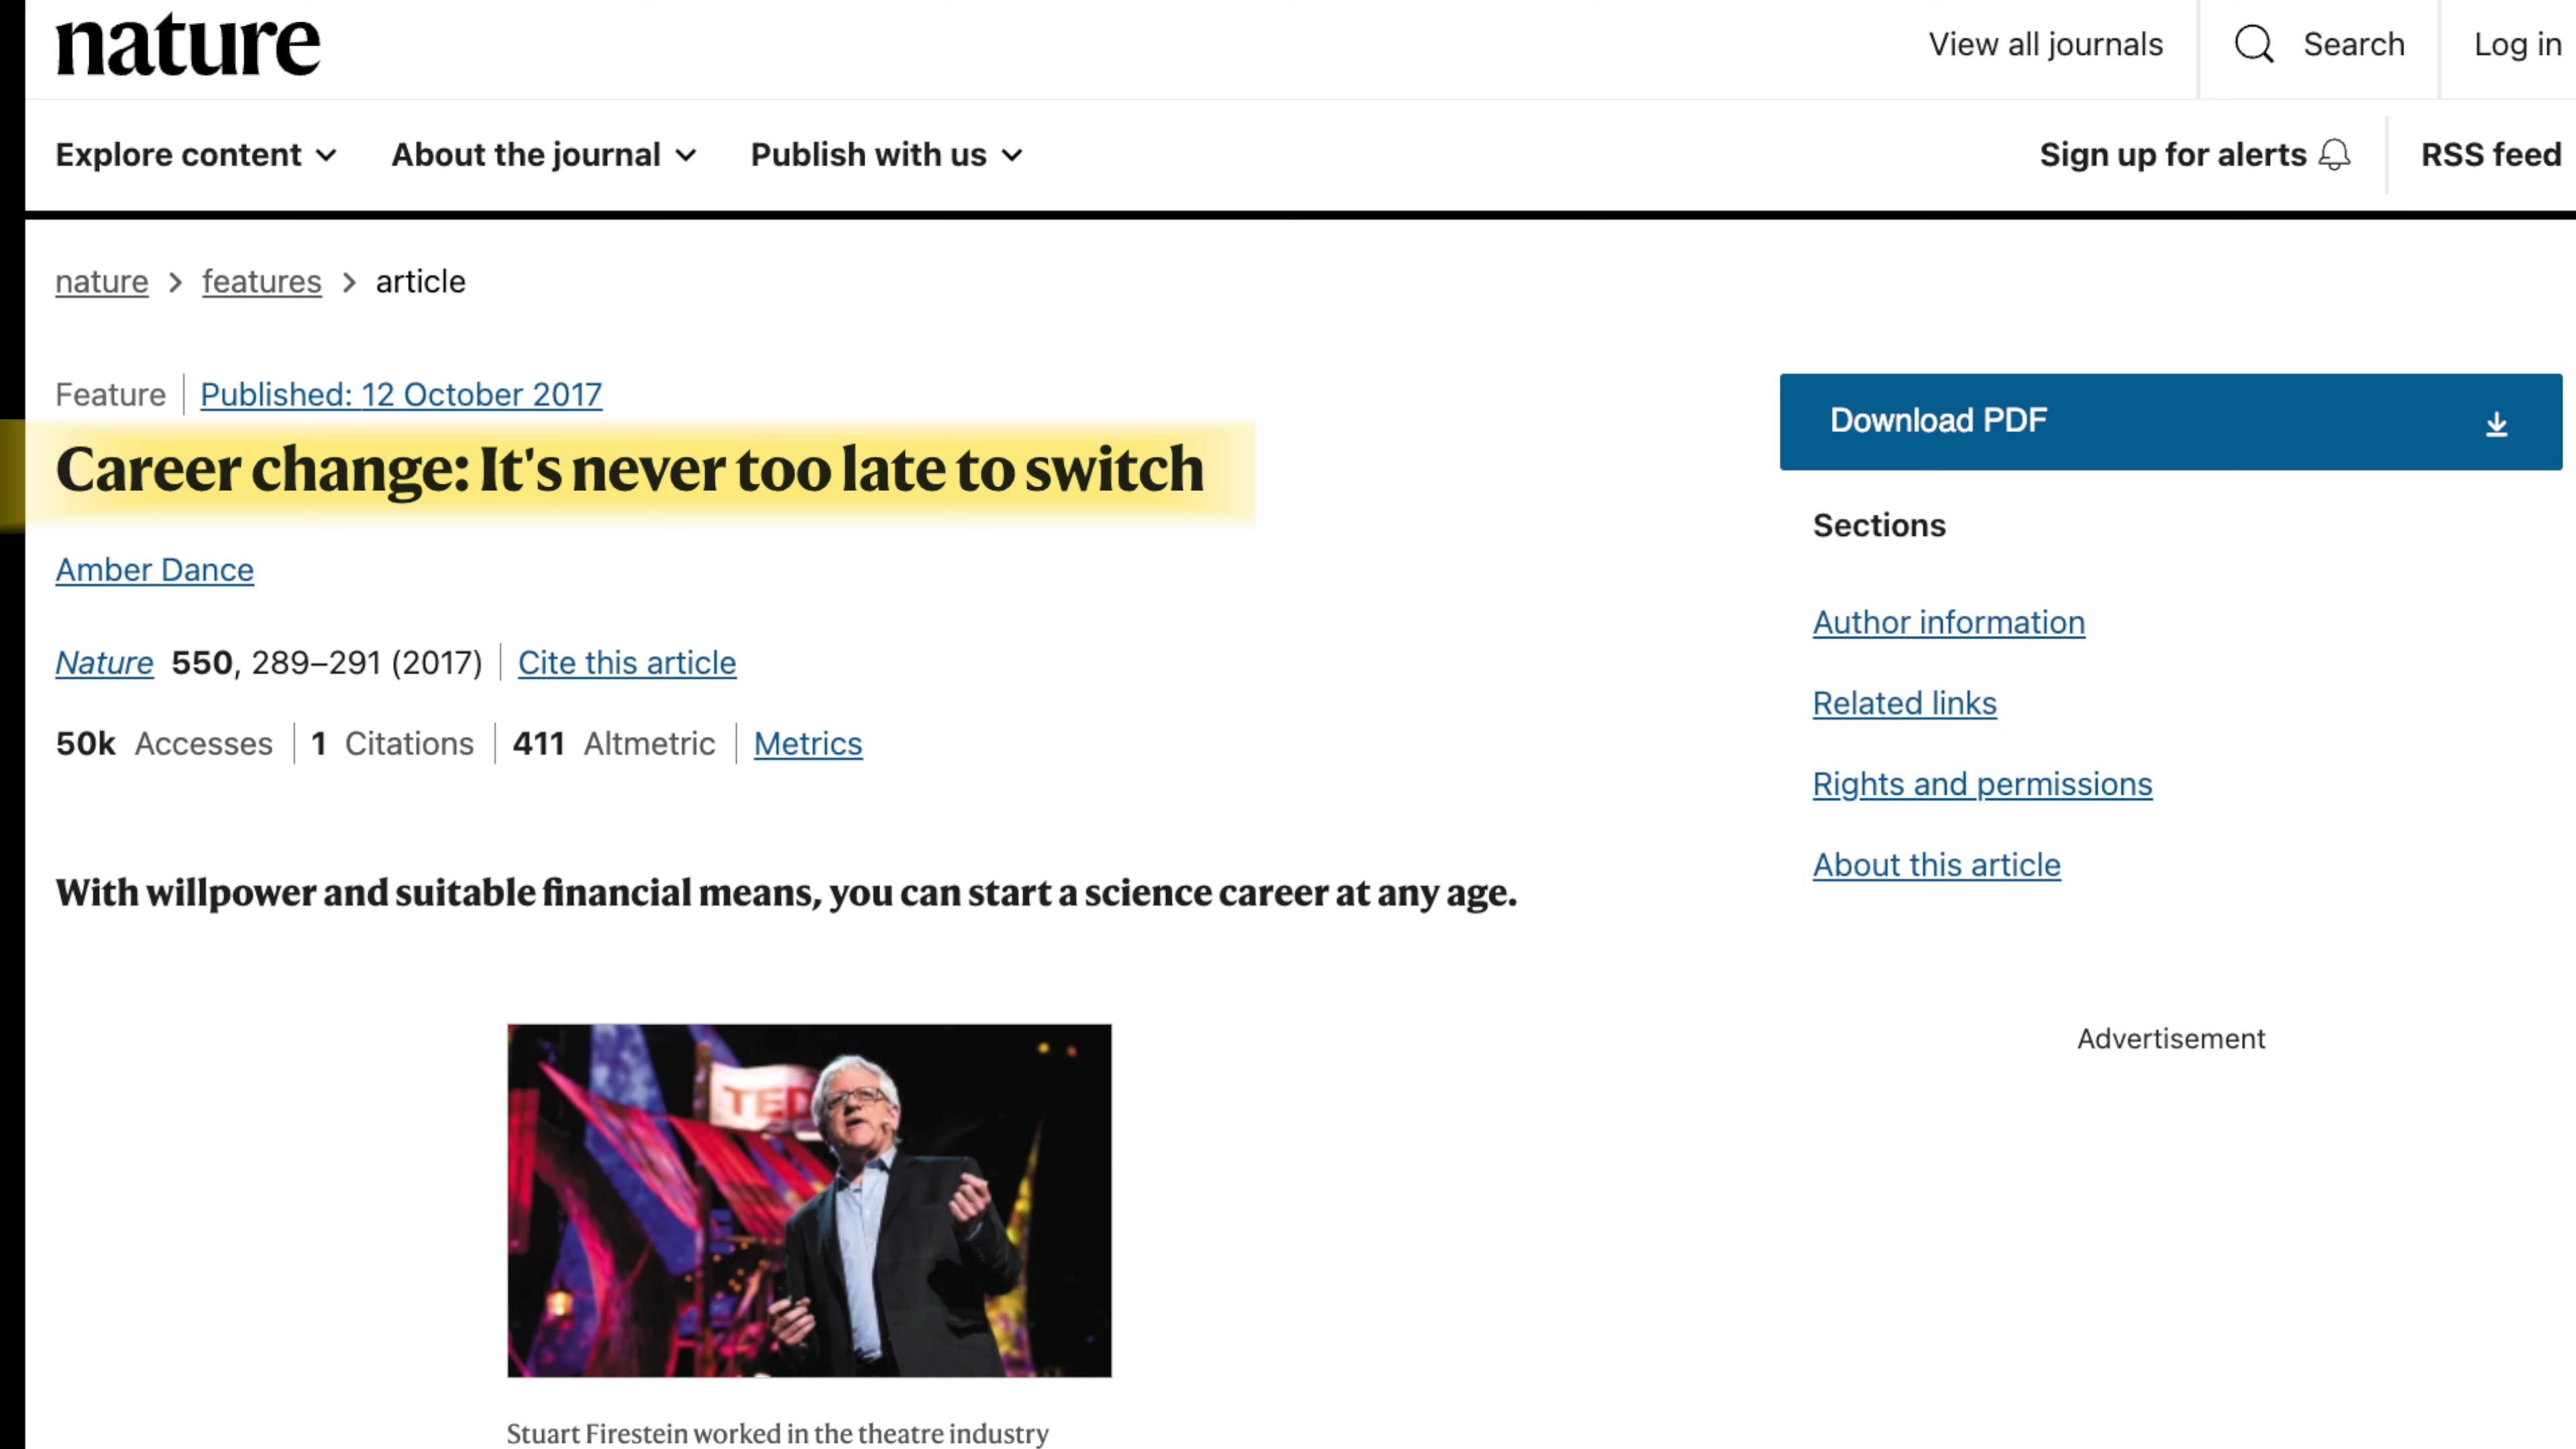 nature
View all journals
Search
Log in
Explore content
About the journal
Publish with us
Sign up for alerts
RSS feed
nature > features > article
Feature
Published: 12 October 2017
Download PDF
Career change: It's never too late to switch
Sections
Amber Dance
Author information
Nature 550, 289–291 (2017)
Cite this article
Related links
50k Accesses
1 Citations
411 Altmetric
Metrics
Rights and permissions
About this article
With willpower and suitable financial means, you can start a science career at any age.
Advertisement
TED
Stuart Firestein worked in the theatre industry